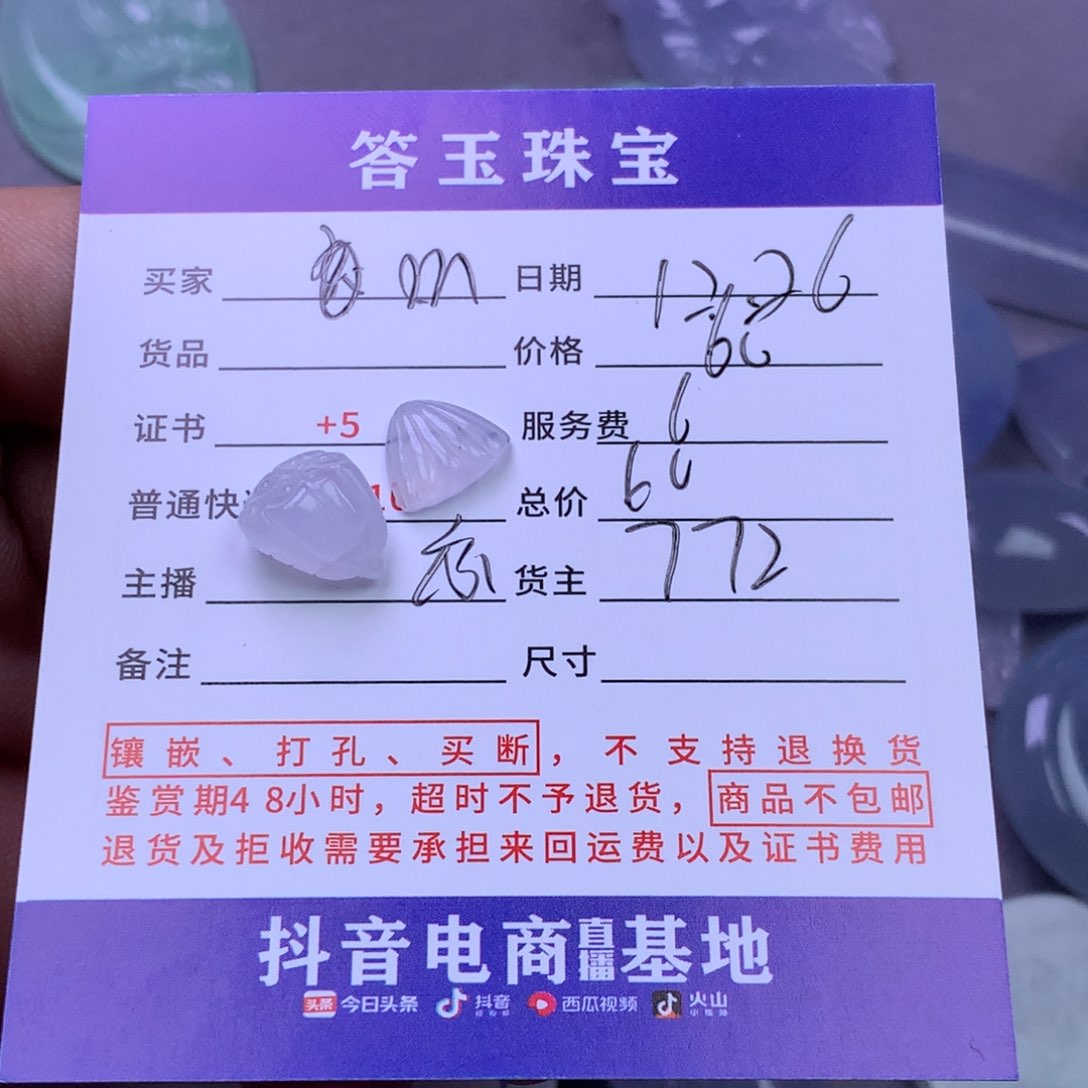 答玉珠宝
买家 m 日期 12.26
货品 价格 60
证书 +5 服务费 6
普通快 10 总价 60
主播 货主 772
备注 尺寸
镶嵌、打孔、买断，不支持退换货
鉴赏期48小时，超时不予退货，商品不包邮
退货及拒收需要承担来回运费以及证书费用
抖音电商直播基地
头条 今日头条 抖音 西瓜视频 火山